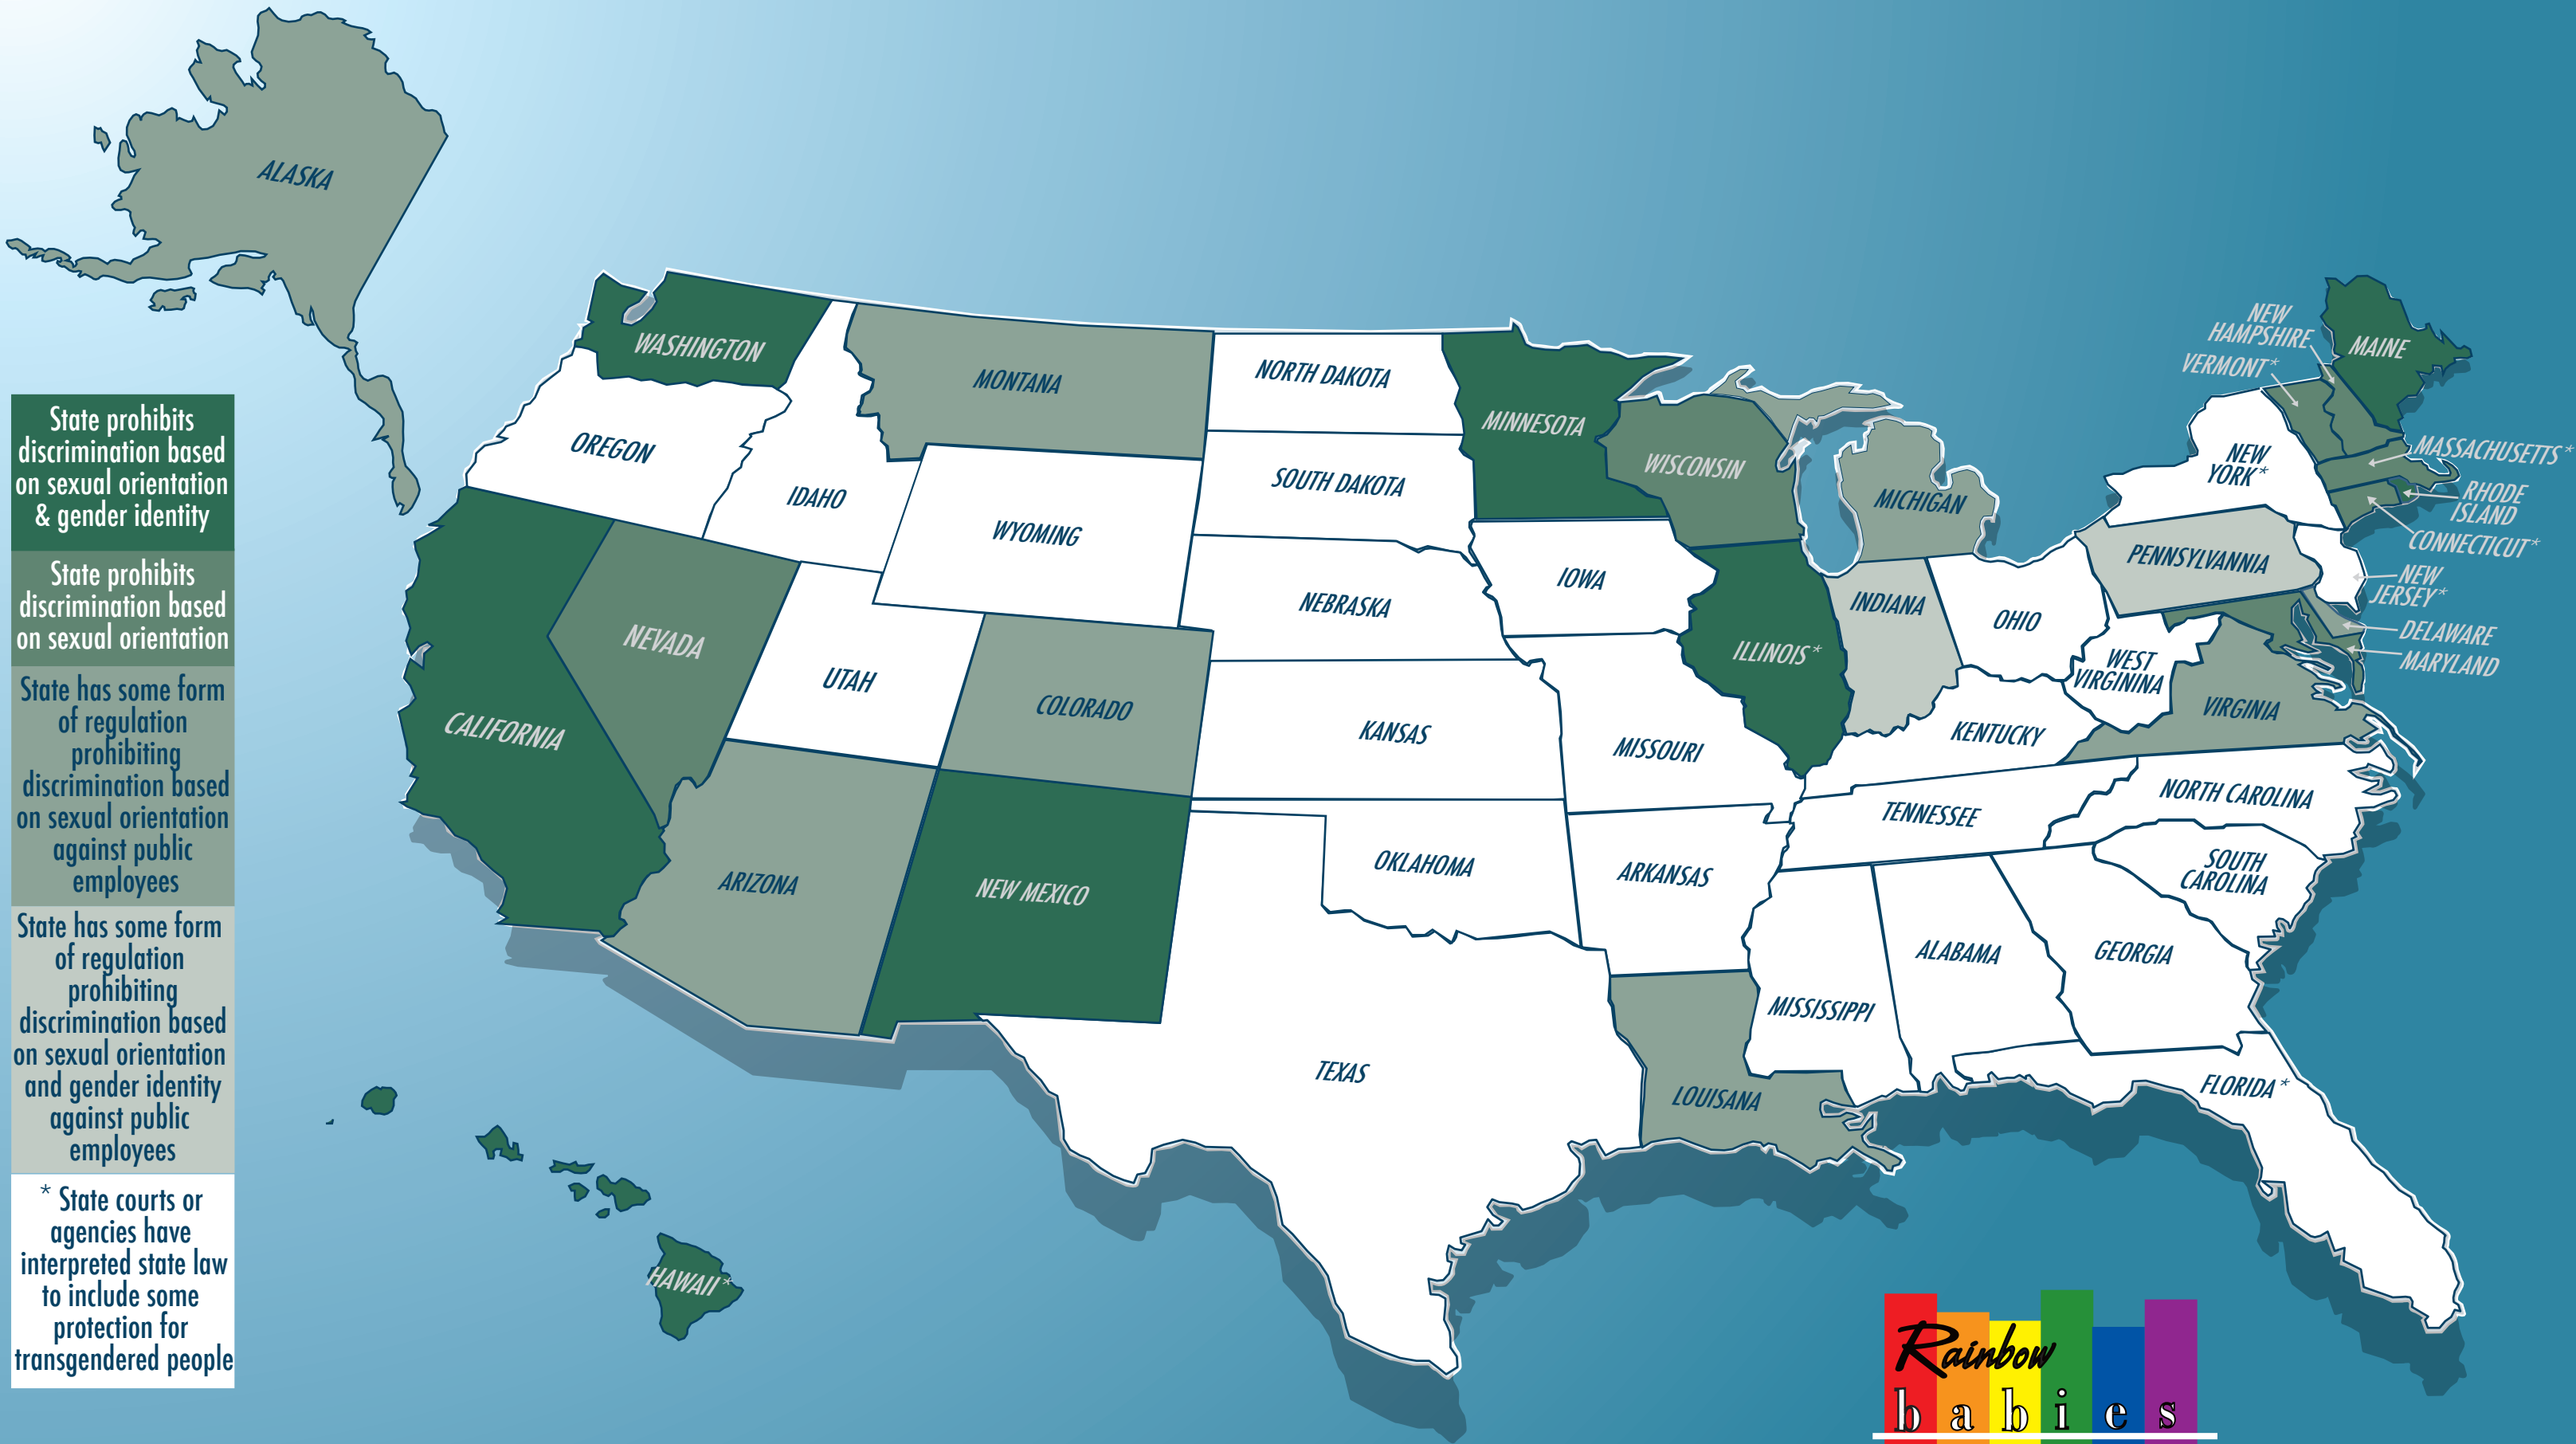 ALASKA
WASHINGTON
OREGON
IDAHO
MONTANA
NORTH DAKOTA
SOUTH DAKOTA
MINNESOTA
WISCONSIN
MICHIGAN
WYOMING
NEBRASKA
IOWA
CALIFORNIA
NEVADA
UTAH
COLORADO
KANSAS
MISSOURI
ILLINOIS*
INDIANA
OHIO
KENTUCKY
WEST
VIRGININA
VIRGINIA
PENNSYLVANNIA
NEW
YORK*
NEW
HAMPSHIRE
VERMONT*
MAINE
MASSACHUSETTS*
RHODE
ISLAND
CONNECTICUT*
NEW
JERSEY*
DELAWARE
MARYLAND
ARIZONA
NEW MEXICO
OKLAHOMA
ARKANSAS
TENNESSEE
NORTH CAROLINA
SOUTH
CAROLINA
TEXAS
LOUISANA
MISSISSIPPI
ALABAMA
GEORGIA
FLORIDA*
HAWAII*
State prohibits
discrimination based
on sexual orientation
& gender identity
State prohibits
discrimination based
on sexual orientation
State has some form
of regulation
prohibiting
discrimination based
on sexual orientation
against public
employees
State has some form
of regulation
prohibiting
discrimination based
on sexual orientation
and gender identity
against public
employees
* State courts or
agencies have
interpreted state law
to include some
protection for
transgendered people
Rainbow
babies